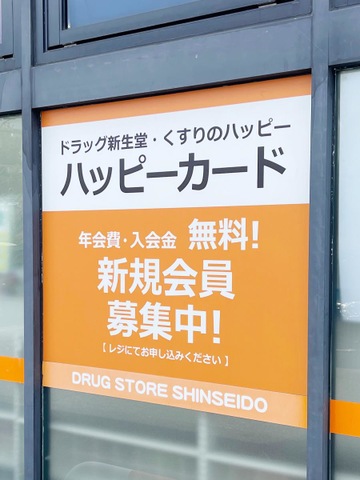 ドラッグ新生堂・くすりのハッピー
ハッピーカード
年会費・入会金 無料!
新規会員
募集中!
【 レジにてお申し込みください 】
DRUG STORE SHINSEIDO